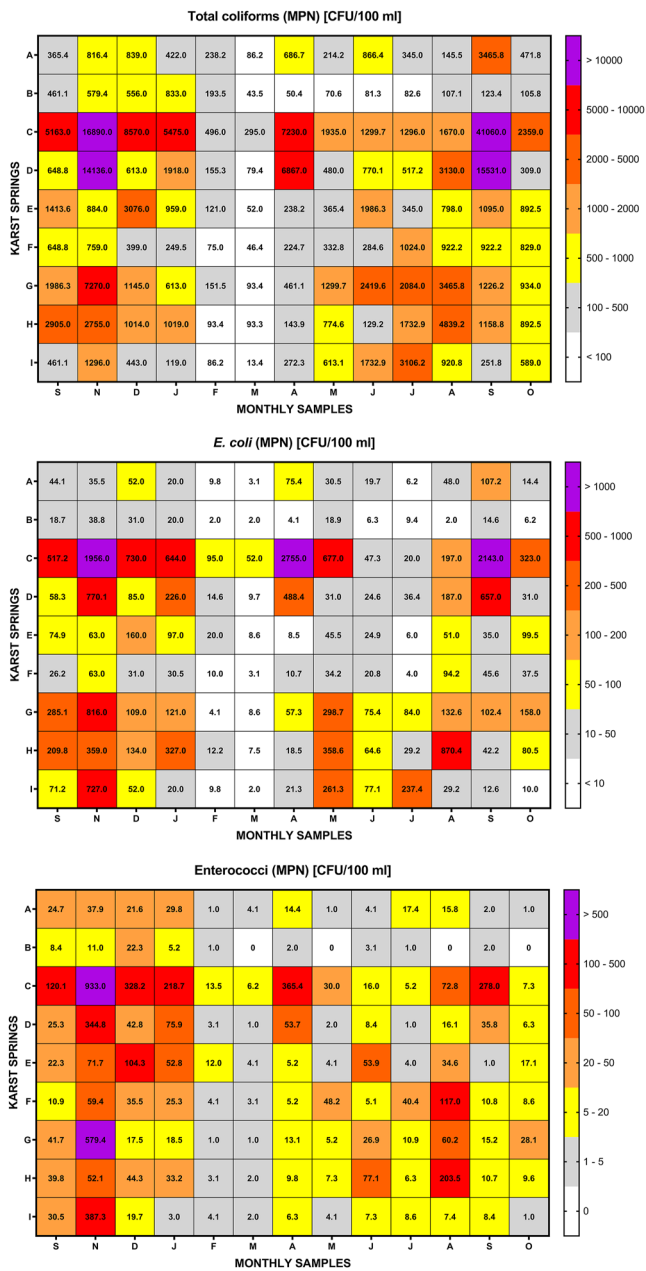 Total coliforms (MPN) [CFU/100 ml]
A 365.4 816.4 839.0 422.0 238.2 86.2 686.7 214.2 866.4 345.0 145.5 3465.8 471.8
B 461.1 579.4 556.0 833.0 193.5 43.5 50.4 70.6 81.3 82.6 107.1 123.4 105.8
C 5163.0 16890.0 8570.0 5475.0 496.0 295.0 7230.0 1935.0 1299.7 1296.0 1670.0 41060.0 2359.0
D 648.8 14136.0 613.0 1918.0 155.3 79.4 6867.0 480.0 770.1 517.2 3130.0 15531.0 309.0
E 1413.6 884.0 3076.0 959.0 121.0 52.0 238.2 365.4 1986.3 345.0 798.0 1095.0 892.5
F 648.8 759.0 399.0 249.5 75.0 46.4 224.7 332.8 284.6 1024.0 922.2 922.2 829.0
G 1986.3 7270.0 1145.0 613.0 151.5 93.4 461.1 1299.7 2419.6 2084.0 3465.8 1226.2 934.0
H 2905.0 2755.0 1014.0 1019.0 93.4 93.3 143.9 774.6 129.2 1732.9 4839.2 1158.8 892.5
I 461.1 1296.0 443.0 119.0 86.2 13.4 272.3 613.1 1732.9 3106.2 920.8 251.8 589.0
S N D J F M A M J J A S O
KARST SPRINGS
MONTHLY SAMPLES
> 10000
5000 - 10000
2000 - 5000
1000 - 2000
500 - 1000
100 - 500
< 100
E. coli (MPN) [CFU/100 ml]
A 44.1 35.5 52.0 20.0 9.8 3.1 75.4 30.5 19.7 6.2 48.0 107.2 14.4
B 18.7 38.8 31.0 20.0 2.0 2.0 4.1 18.9 6.3 9.4 2.0 14.6 6.2
C 517.2 1956.0 730.0 644.0 95.0 52.0 2755.0 677.0 47.3 20.0 197.0 2143.0 323.0
D 58.3 770.1 85.0 226.0 14.6 9.7 488.4 31.0 24.6 36.4 187.0 657.0 31.0
E 74.9 63.0 160.0 97.0 20.0 8.6 8.5 45.5 24.9 6.0 51.0 35.0 99.5
F 26.2 63.0 31.0 30.5 10.0 3.1 10.7 34.2 20.8 4.0 94.2 45.6 37.5
G 285.1 816.0 109.0 121.0 4.1 8.6 57.3 298.7 75.4 84.0 132.6 102.4 158.0
H 209.8 359.0 134.0 327.0 12.2 7.5 18.5 358.6 64.6 29.2 870.4 42.2 80.5
I 71.2 727.0 52.0 20.0 9.8 2.0 21.3 261.3 77.1 237.4 29.2 12.6 10.0
S N D J F M A M J J A S O
KARST SPRINGS
MONTHLY SAMPLES
> 1000
500 - 1000
200 - 500
100 - 200
50 - 100
10 - 50
< 10
Enterococci (MPN) [CFU/100 ml]
A 24.7 37.9 21.6 29.8 1.0 4.1 14.4 1.0 4.1 17.4 15.8 2.0 1.0
B 8.4 11.0 22.3 5.2 1.0 0 2.0 0 3.1 1.0 0 2.0 0
C 129.1 933.0 328.2 218.7 13.5 6.2 365.4 30.0 16.0 5.2 72.8 278.0 7.3
D 25.3 344.8 42.8 75.9 3.1 1.0 53.7 2.0 8.4 1.0 16.1 35.8 6.3
E 22.3 71.7 104.3 52.8 12.0 4.1 5.2 4.1 53.9 4.0 34.6 1.0 17.1
F 10.9 59.4 35.5 25.3 4.1 3.1 5.2 48.2 5.1 40.4 117.0 10.8 8.6
G 41.7 579.4 17.5 18.5 1.0 1.0 13.1 5.2 26.9 10.9 60.2 15.2 28.1
H 39.8 52.1 44.3 33.2 3.1 2.0 9.8 7.3 77.1 6.3 203.5 10.7 9.6
I 30.5 387.3 19.7 3.0 4.1 2.0 6.3 4.1 7.3 8.6 7.4 8.4 1.0
S N D J F M A M J J A S O
KARST SPRINGS
MONTHLY SAMPLES
> 500
100 - 500
50 - 100
20 - 50
5 - 20
1 - 5
0